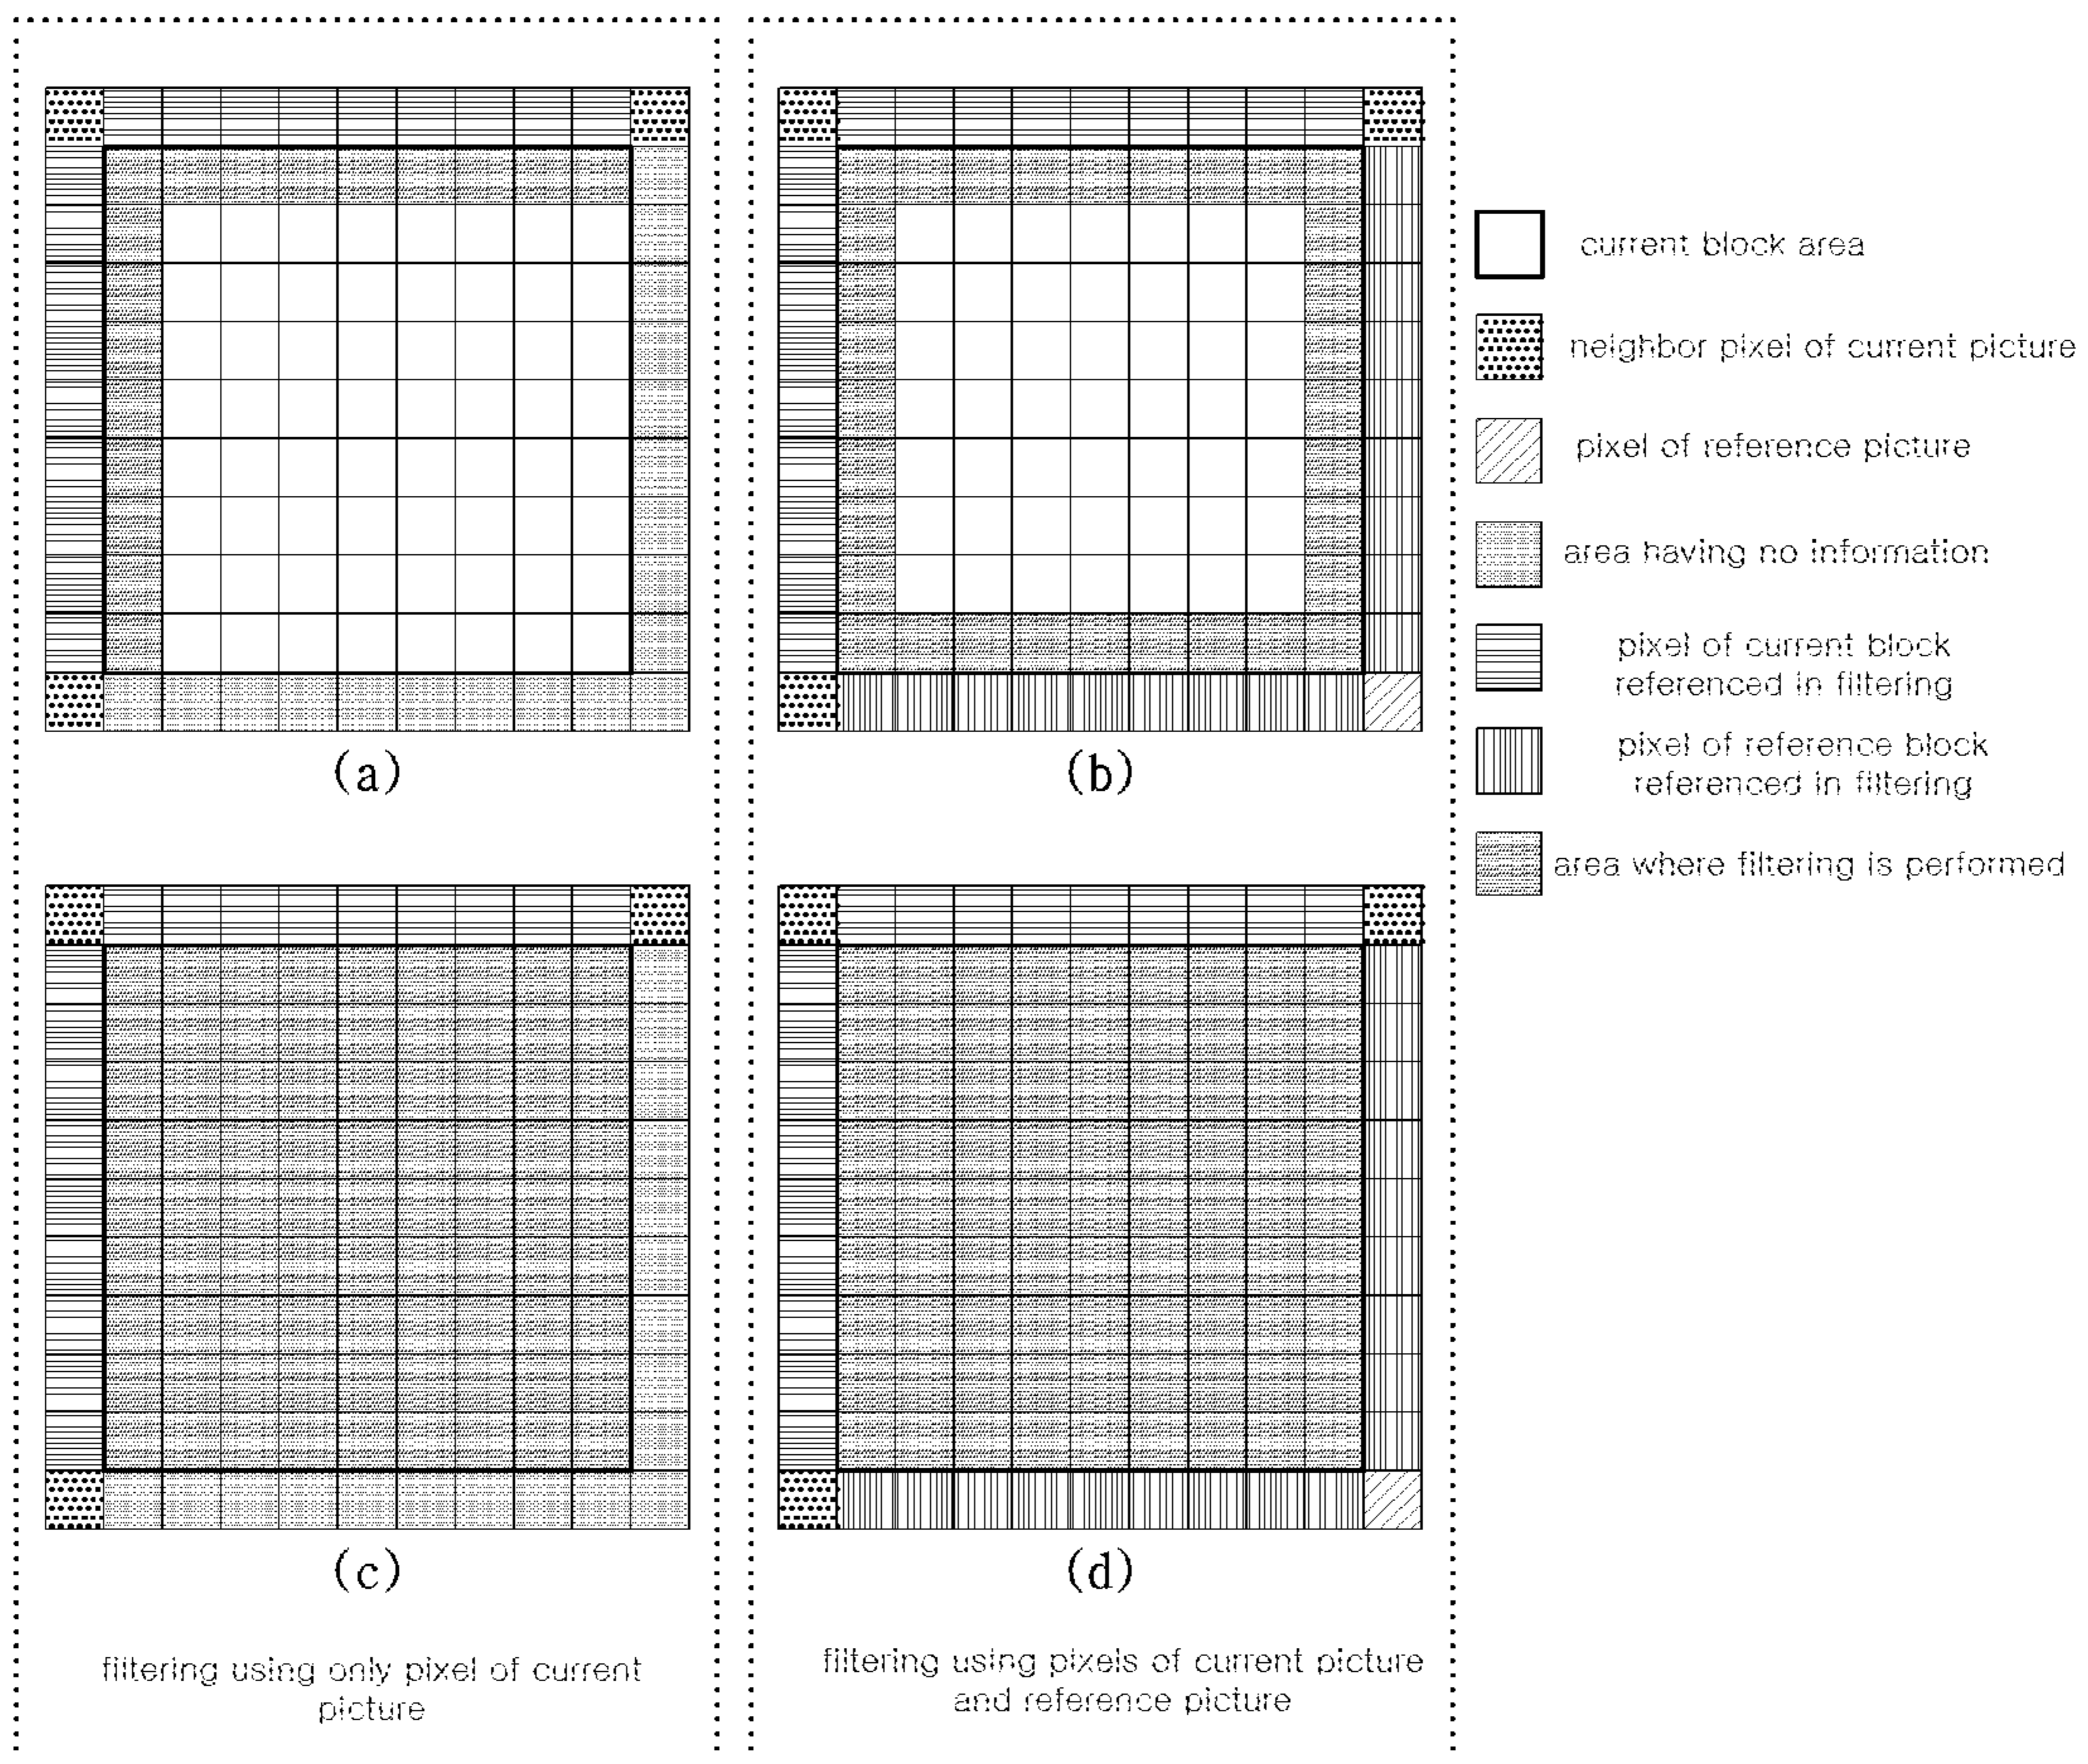 current block area
neighbor pixel of current picture
pixel of reference picture
area having no information
pixel of current block
referenced in filtering
pixel of reference block
referenced in filtering
area where filtering is performed
(a)
(b)
(c)
(d)
filtering using only pixel of current
picture
filtering using pixels of current picture
and reference picture